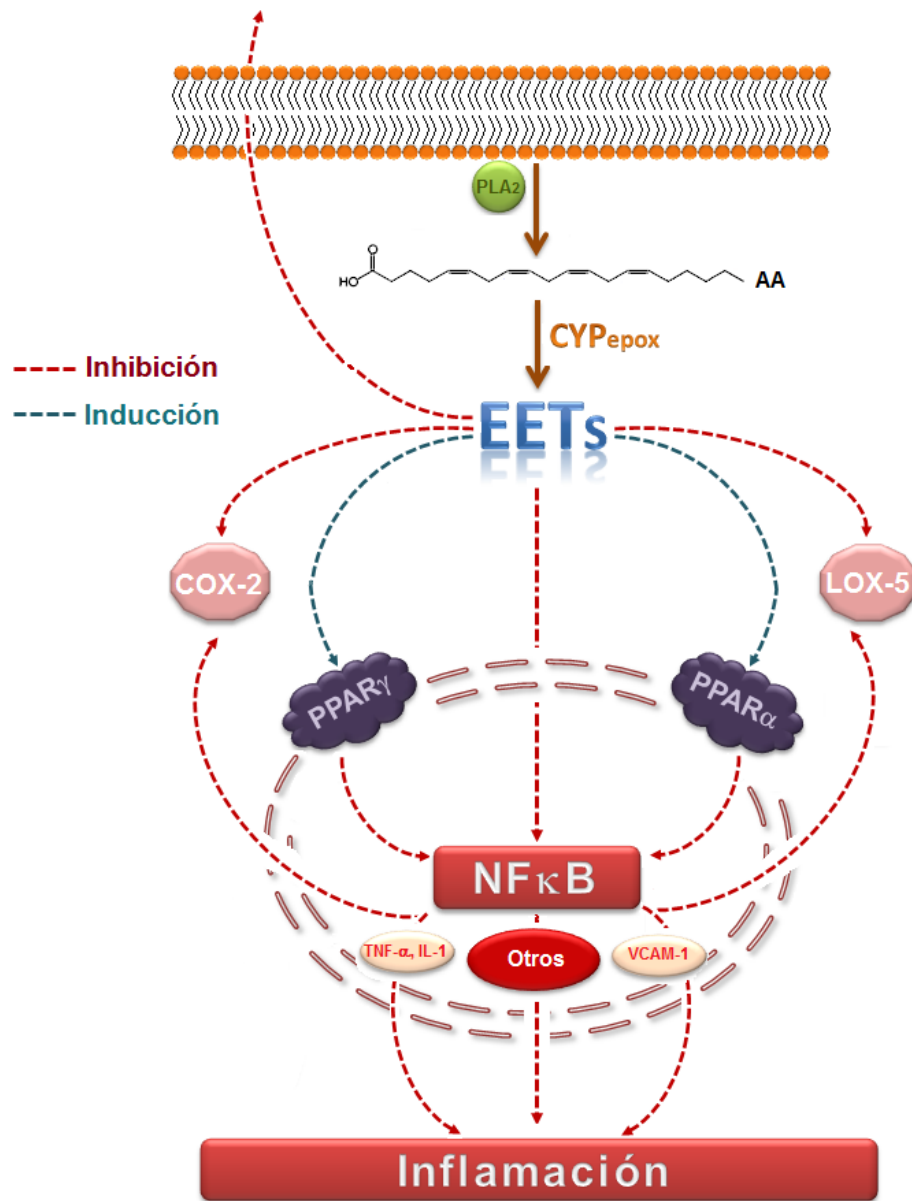 PLA2
O
HO
AA
CYPepox
Inhibición
Inducción
EETs
COX-2
LOX-5
PPARγ
PPARα
NFκB
TNF-α, IL-1
Otros
VCAM-1
Inflamación